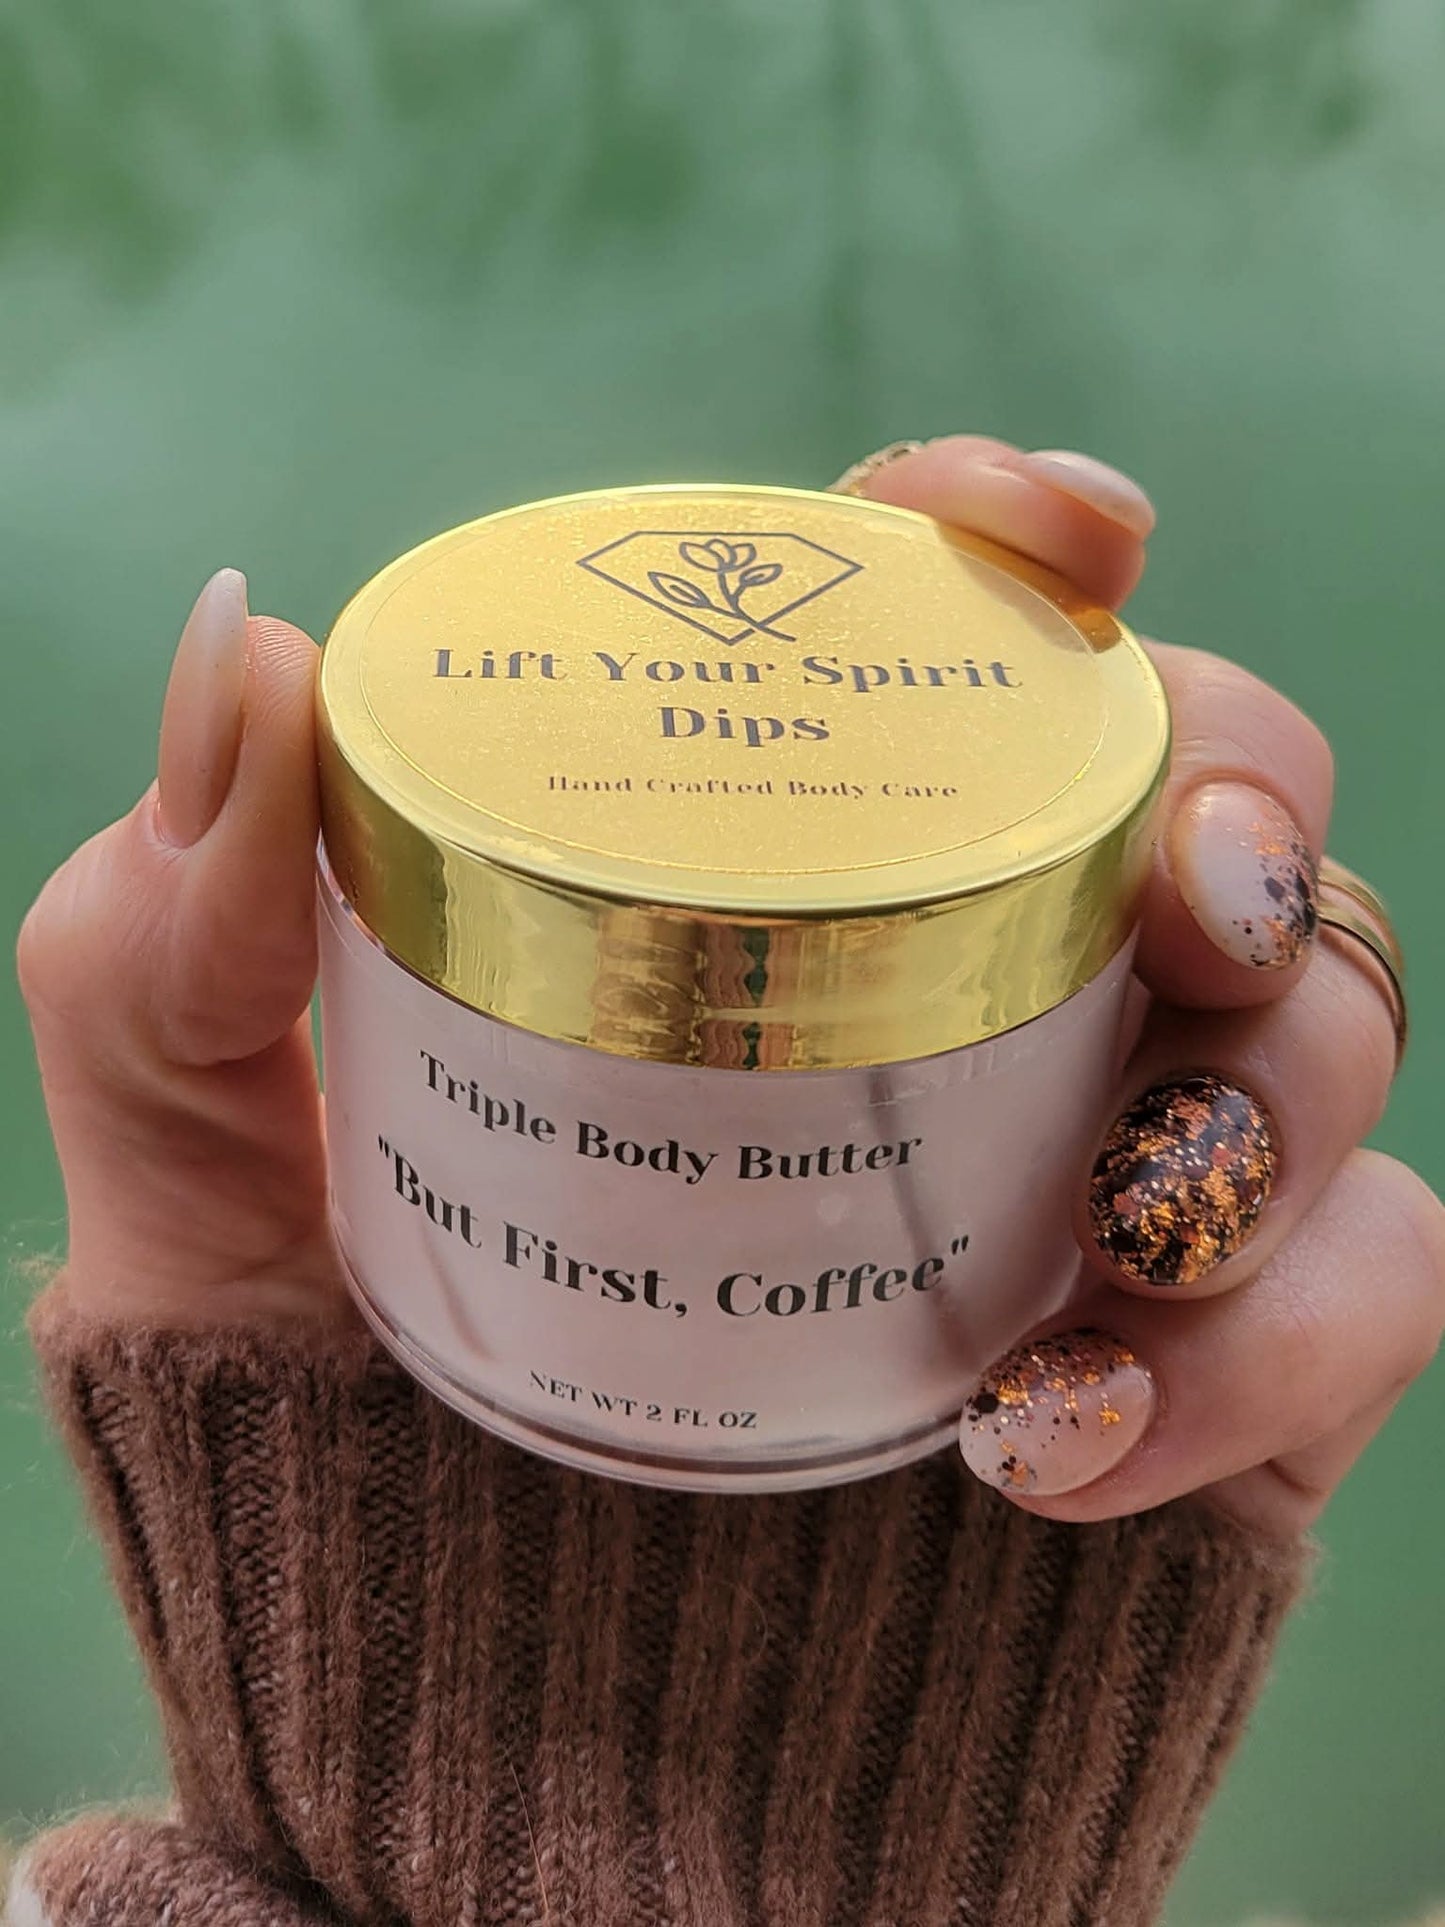 Lift Your Spirit
Dips
Hand Crafted Body Care
Triple Body Butter
"But First, Coffee"
NET WT 2 FL OZ